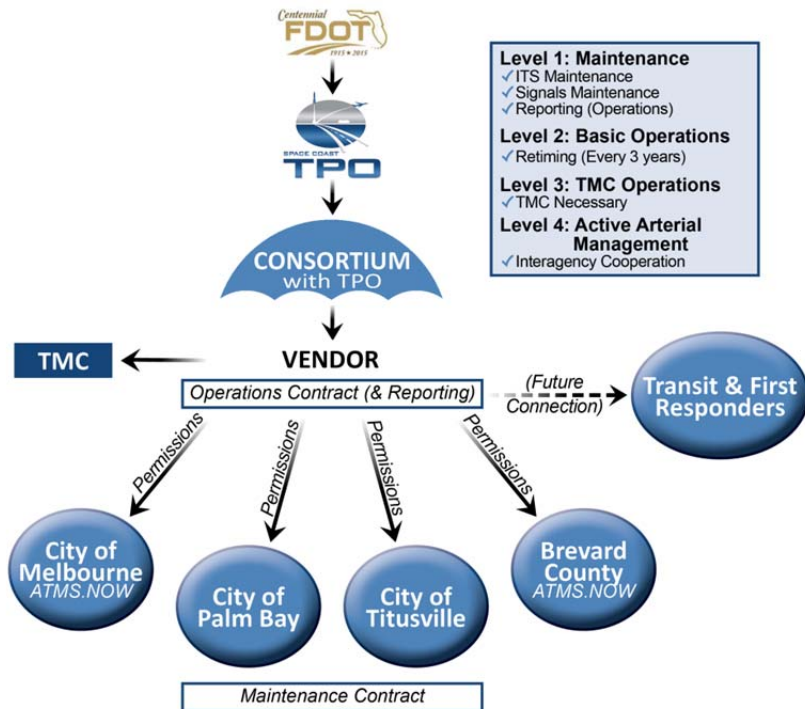 Centennial
FDOT
1915★2015
SPACE COAST
TPO
CONSORTIUM
with TPO
Level 1: Maintenance
✓ITS Maintenance
✓Signals Maintenance
✓Reporting (Operations)
Level 2: Basic Operations
✓Retiming (Every 3 years)
Level 3: TMC Operations
✓TMC Necessary
Level 4: Active Arterial
Management
✓Interagency Cooperation
TMC
VENDOR
Operations Contract (& Reporting)
(Future
Connection)
Transit & First
Responders
Permissions
Permissions
Permissions
Permissions
City of
Melbourne
ATMS.NOW
City of
Palm Bay
City of
Titusville
Brevard
County
ATMS.NOW
Maintenance Contract